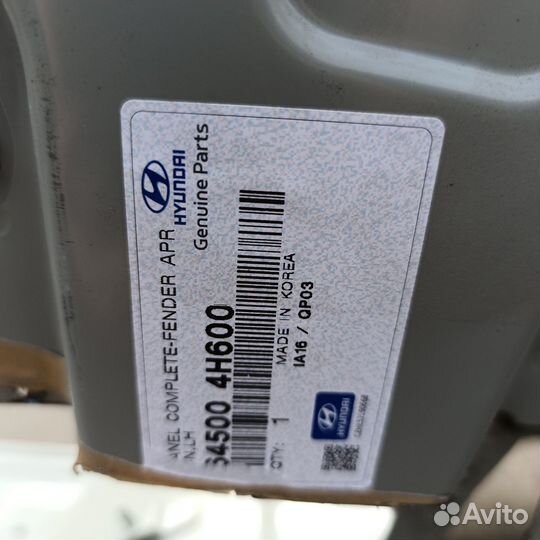 HYUNDAI
Genuine Parts
ANEL COMPLETE-FENDER APR
N,LH
64500 4H600
QTY: 1
MADE IN KOREA
IA16 / QP03
HYUNDAI
Avito